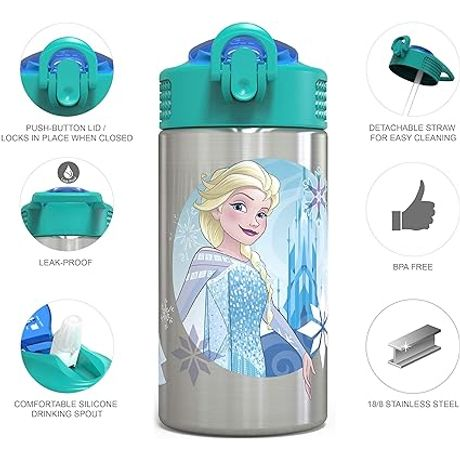 PUSH-BUTTON LID /
LOCKS IN PLACE WHEN CLOSED
DETACHABLE STRAW
FOR EASY CLEANING
LEAK-PROOF
BPA FREE
COMFORTABLE SILICONE
DRINKING SPOUT
18/8 STAINLESS STEEL